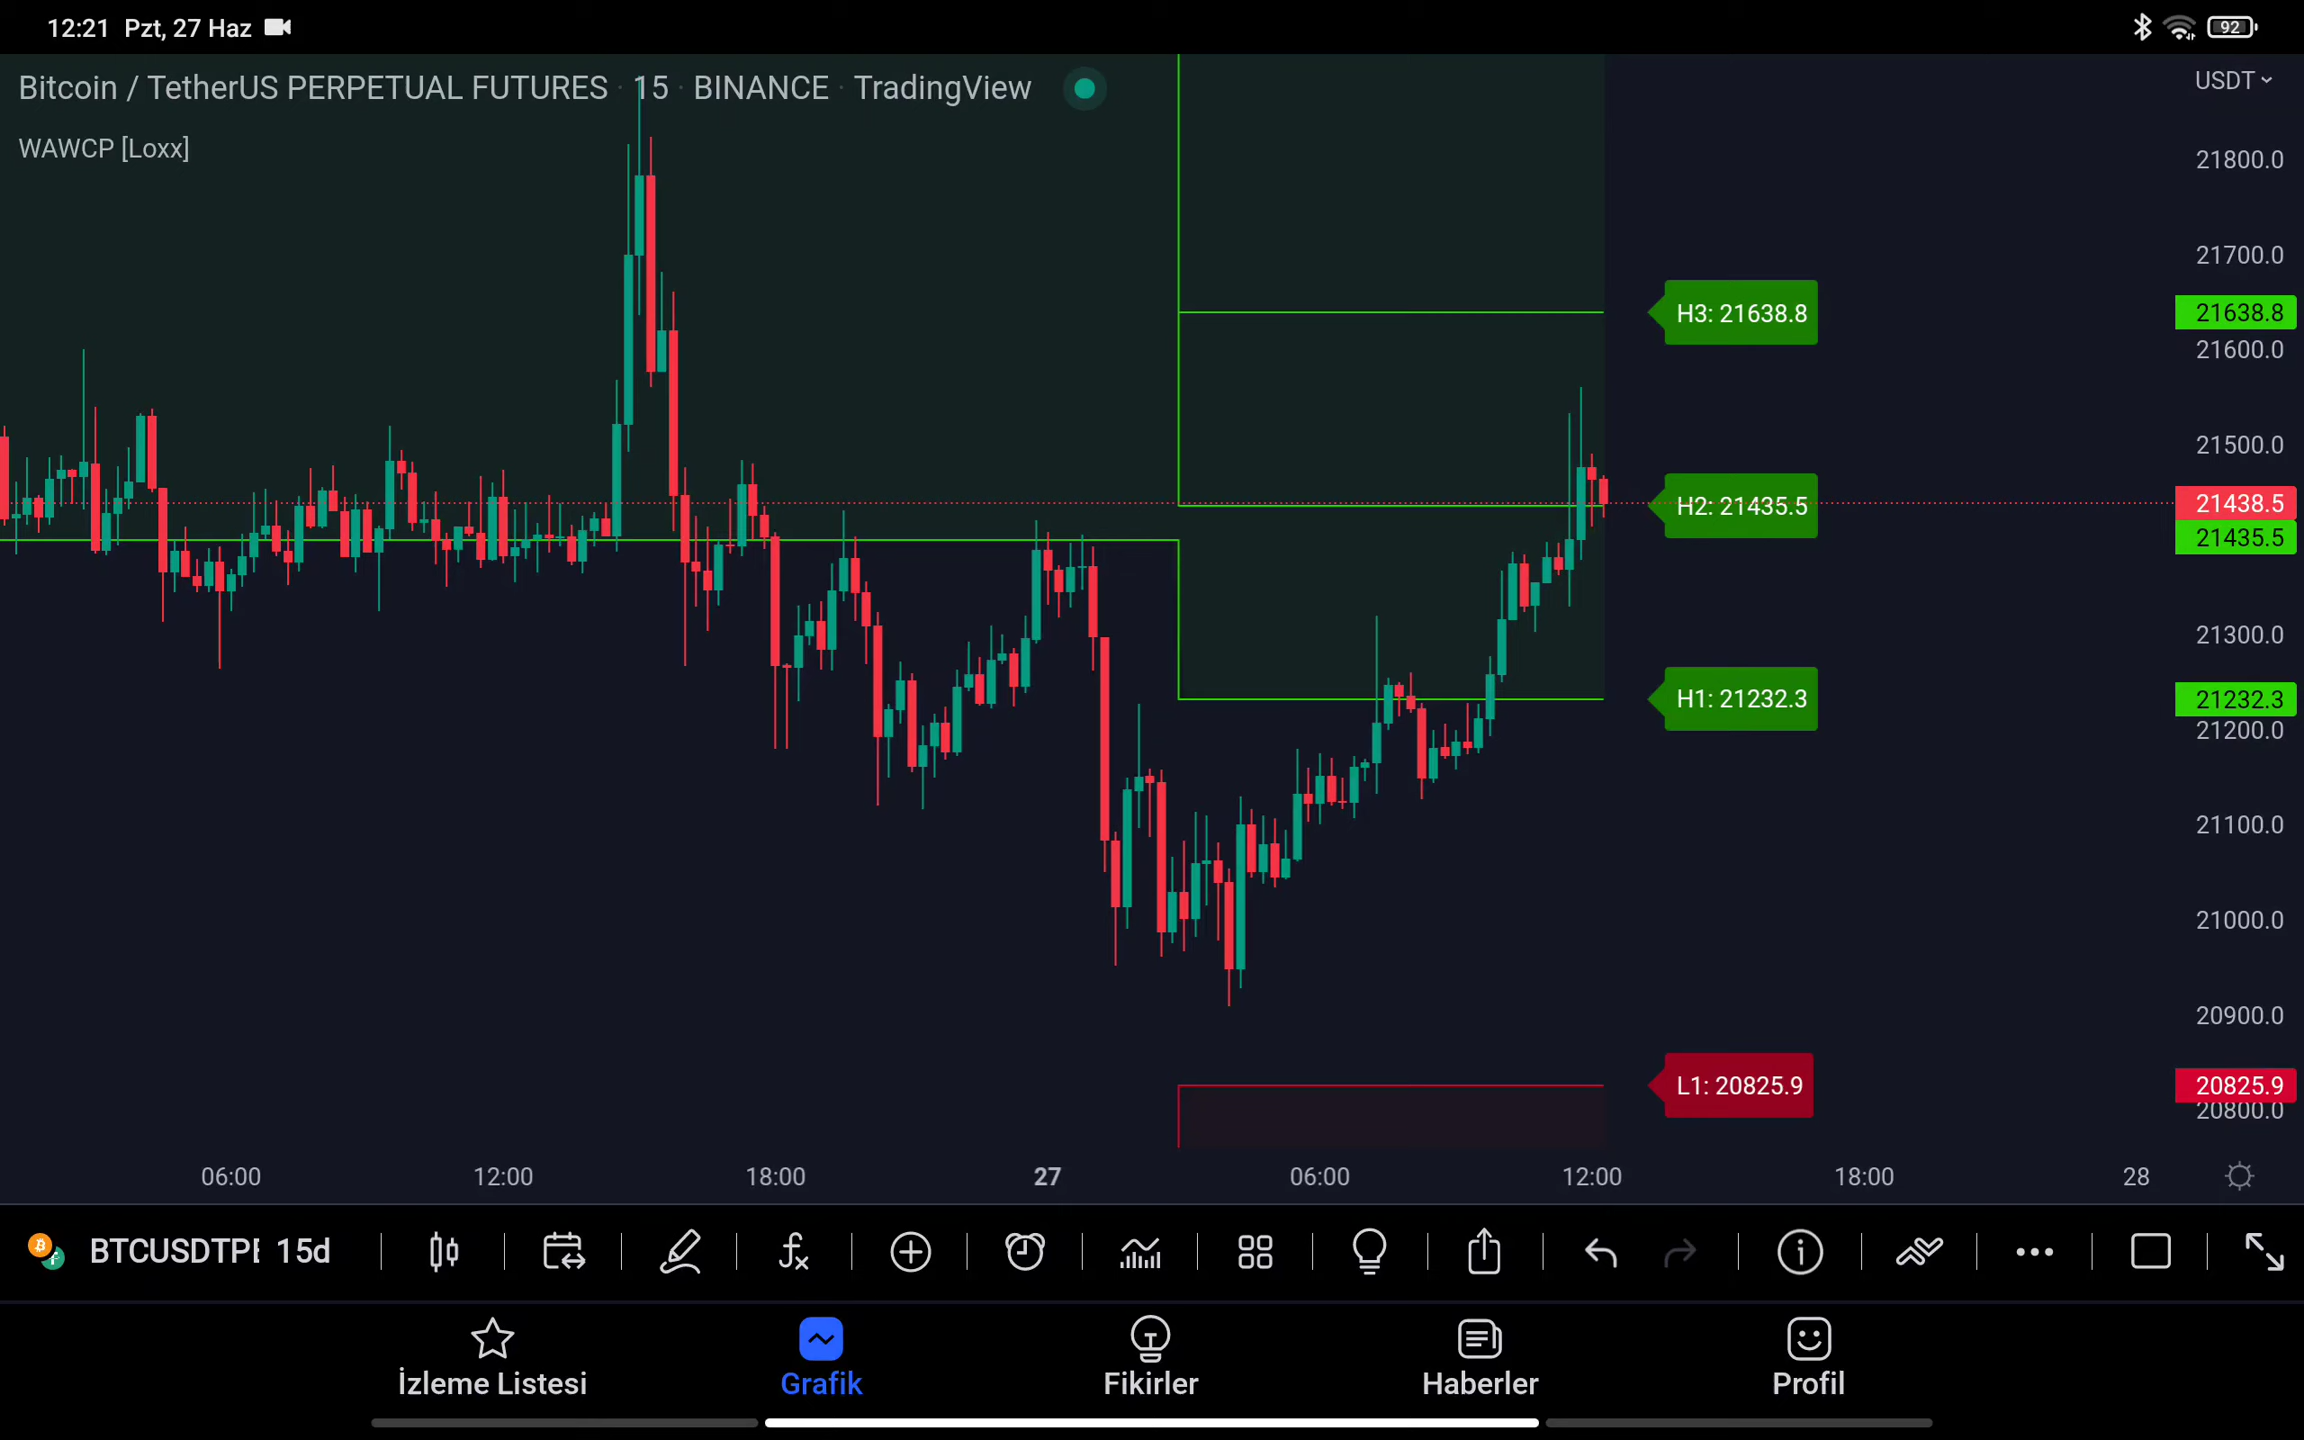 12:21 Pzt, 27 Haz
92
Bitcoin / TetherUS PERPETUAL FUTURES · 15 · BINANCE · TradingView
USDT
WAWCP [Loxx]
21800.0
21700.0
H3: 21638.8
21638.8
21600.0
21500.0
H2: 21435.5
21438.5
21435.5
21300.0
H1: 21232.3
21232.3
21200.0
21100.0
21000.0
20900.0
L1: 20825.9
20825.9
20800.0
06:00 12:00 18:00 27 06:00 12:00 18:00 28
BTCUSDTPE 15d
İzleme Listesi Grafik Fikirler Haberler Profil